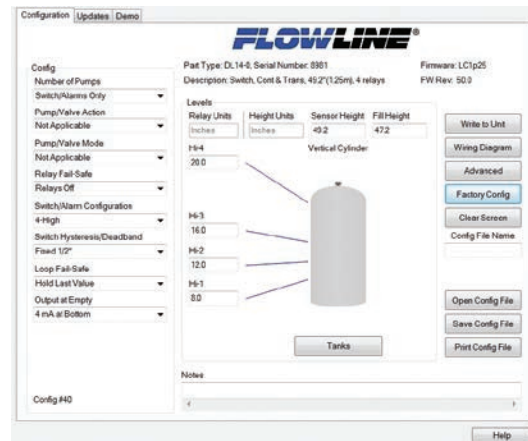 Configuration Updates Demo
FLOWLINE®
Config
Number of Pumps
Switch/Alarms Only
Pump/Valve Action
Not Applicable
Pump/Valve Mode
Not Applicable
Relay Fail-Safe
Relays Off
Switch/Alarm Configuration
4-High
Switch Hysteresis/Deadband
Fixed 1/2"
Loop Fail-Safe
Hold Last Value
Output at Empty
4 mA at Bottom
Config #40
Part Type: DL14-0, Serial Number: 8981
Firmware: LC1p25
Description: Switch, Cont & Trans, 49.2"(1.25m), 4 relays
FW Rev: 50.0
Levels
Relay Units Height Units Sensor Height Fill Height
Inches Inches 49.2 47.2
Hi-4 Vertical Cylinder
20.0
Hi-3
16.0
Hi-2
12.0
Hi-1
8.0
Tanks
Notes
Write to Unit
Wiring Diagram
Advanced
Factory Config
Clear Screen
Config File Name
Open Config File
Save Config File
Print Config File
Help